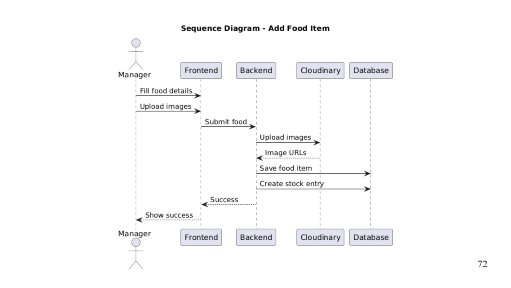 Sequence Diagram - Add Food Item
Manager
Frontend
Backend
Cloudinary
Database
Fill food details
Upload images
Submit food
Upload images
Image URLs
Save food item
Create stock entry
Success
Show success
Manager
Frontend
Backend
Cloudinary
Database
72